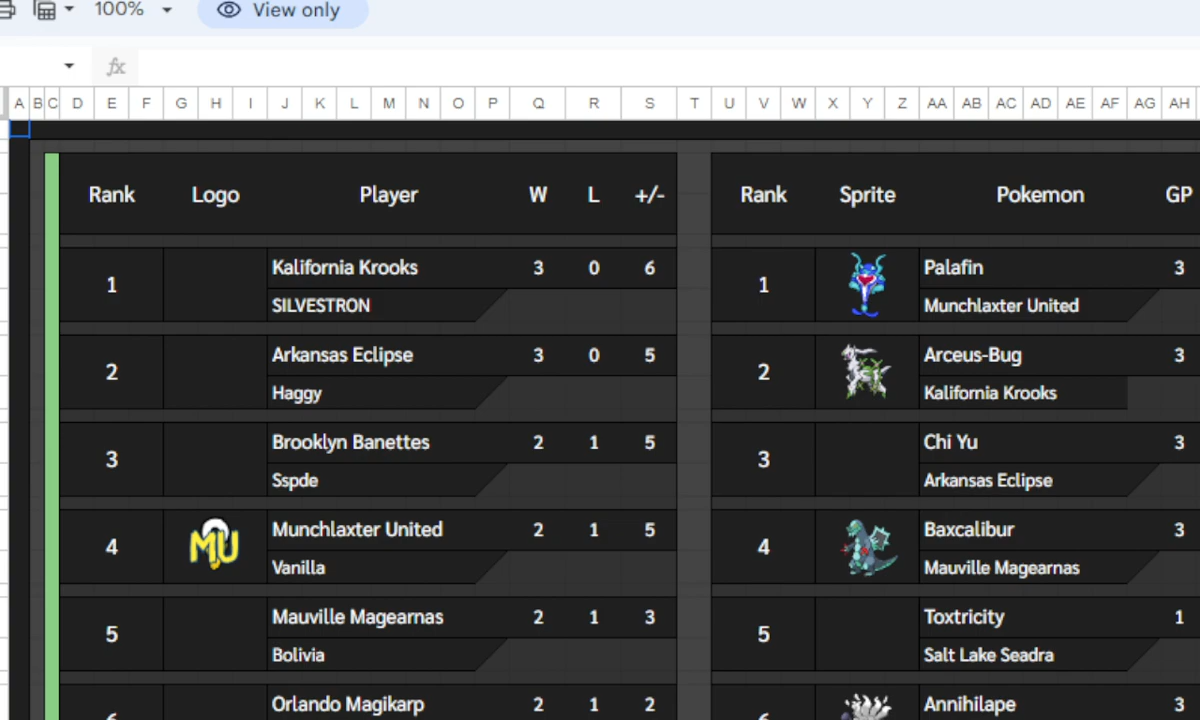 100% View only
fx
A B C D E F G H I J K L M N O P Q R S T U V W X Y Z AA AB AC AD AE AF AG AH
Rank Logo Player W L +/- Rank Sprite Pokemon GP
1 Kalifornia Krooks 3 0 6 1 Palafin 3
SILVESTRON Munchlaxter United
2 Arkansas Eclipse 3 0 5 2 Arceus-Bug 3
Haggy Kalifornia Krooks
3 Brooklyn Banettes 2 1 5 3 Chi Yu 3
Sspde Arkansas Eclipse
4 MU Munchlaxter United 2 1 5 4 Baxcalibur 3
Vanilla Mauville Magearnas
5 Mauville Magearnas 2 1 3 5 Toxtricity 1
Bolivia Salt Lake Seadra
Orlando Magikarp 2 1 2 Annihilape 3